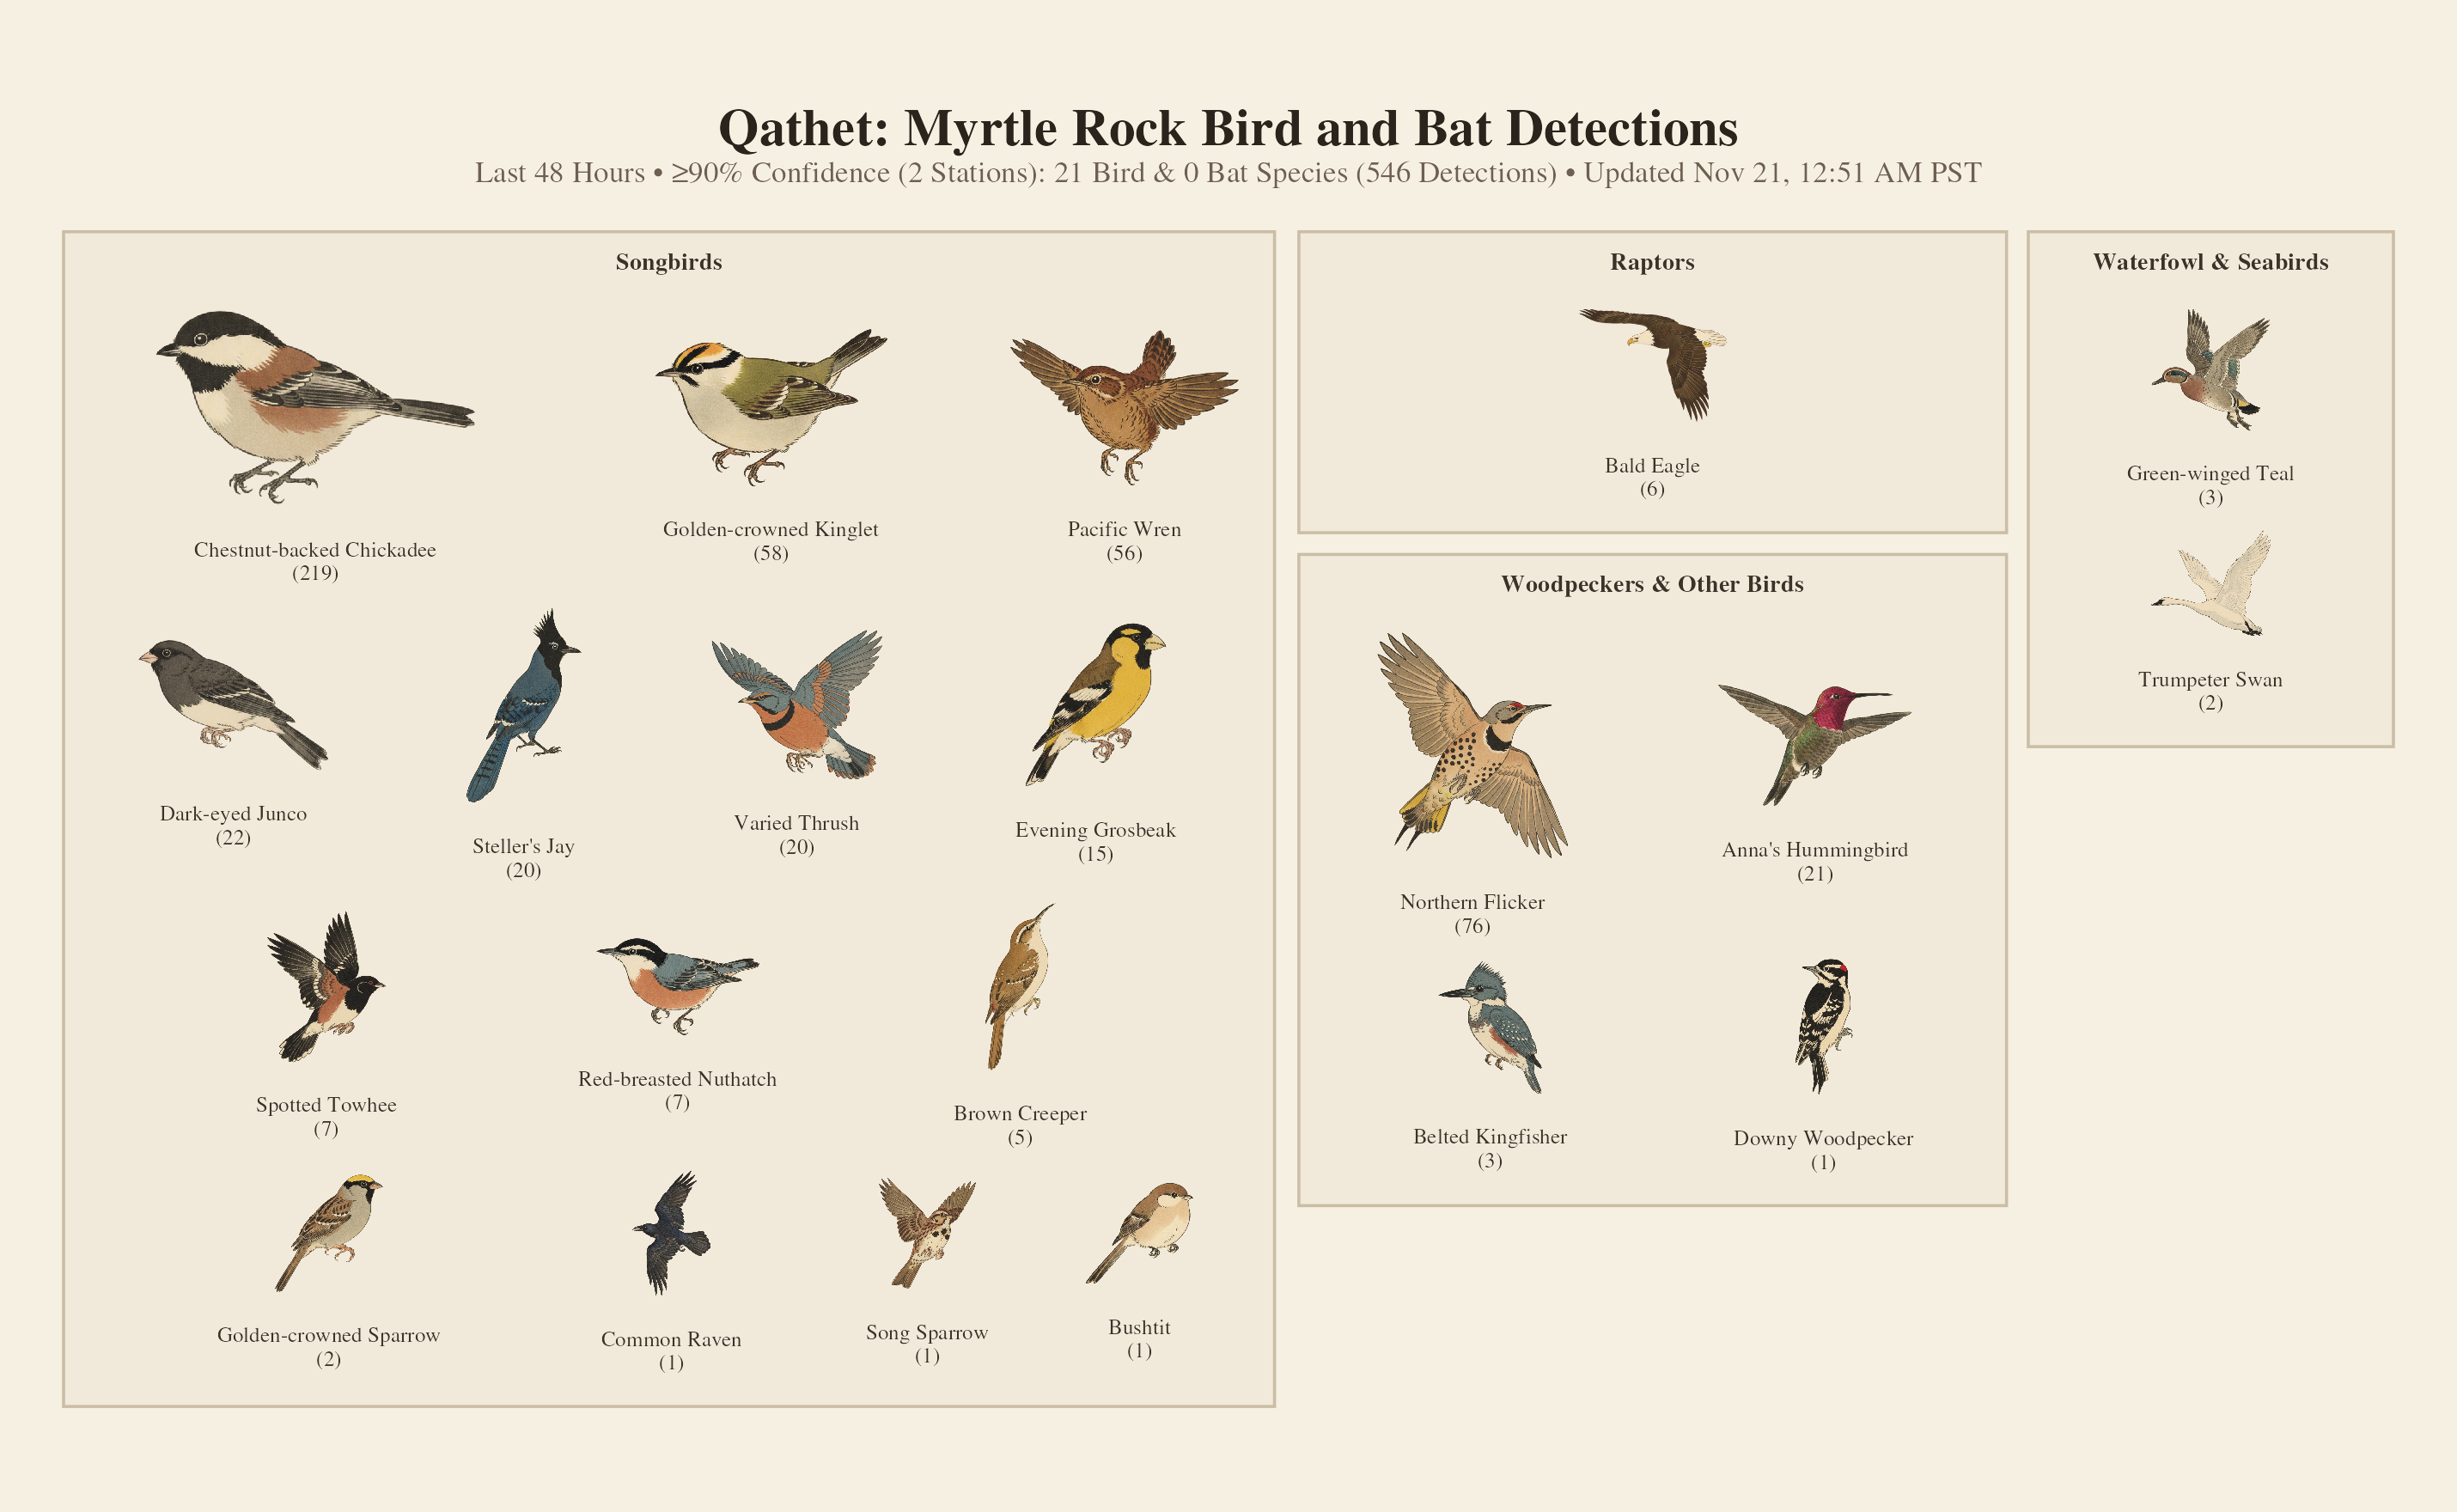 Qathet: Myrtle Rock Bird and Bat Detections
Last 48 Hours • ≥90% Confidence (2 Stations): 21 Bird & 0 Bat Species (546 Detections) • Updated Nov 21, 12:51 AM PST
Songbirds
Chestnut-backed Chickadee
(219)
Golden-crowned Kinglet
(58)
Pacific Wren
(56)
Dark-eyed Junco
(22)
Steller's Jay
(20)
Varied Thrush
(20)
Evening Grosbeak
(15)
Spotted Towhee
(7)
Red-breasted Nuthatch
(7)
Brown Creeper
(5)
Golden-crowned Sparrow
(2)
Common Raven
(1)
Song Sparrow
(1)
Bushtit
(1)
Raptors
Bald Eagle
(6)
Woodpeckers & Other Birds
Northern Flicker
(76)
Anna's Hummingbird
(21)
Belted Kingfisher
(3)
Downy Woodpecker
(1)
Waterfowl & Seabirds
Green-winged Teal
(3)
Trumpeter Swan
(2)